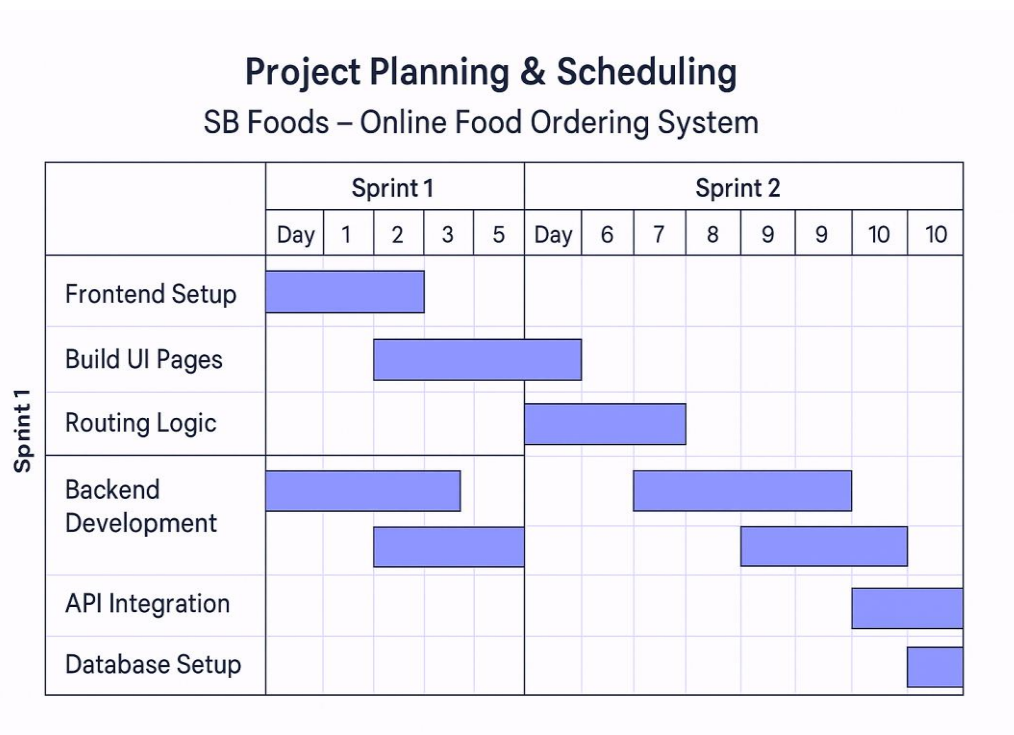 Project Planning & Scheduling
SB Foods – Online Food Ordering System
Sprint 1 Sprint 2
Day 1 2 3 5 Day 6 7 8 9 9 10 10
Sprint 1
Frontend Setup
Build UI Pages
Routing Logic
Backend
Development
API Integration
Database Setup